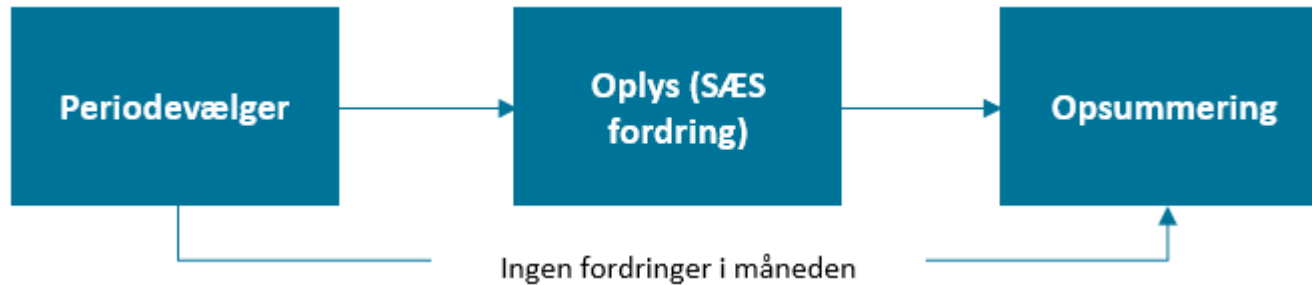 Periodevælger
Oplys (SÆS
fordring)
Opsummering
Ingen fordringer i måneden